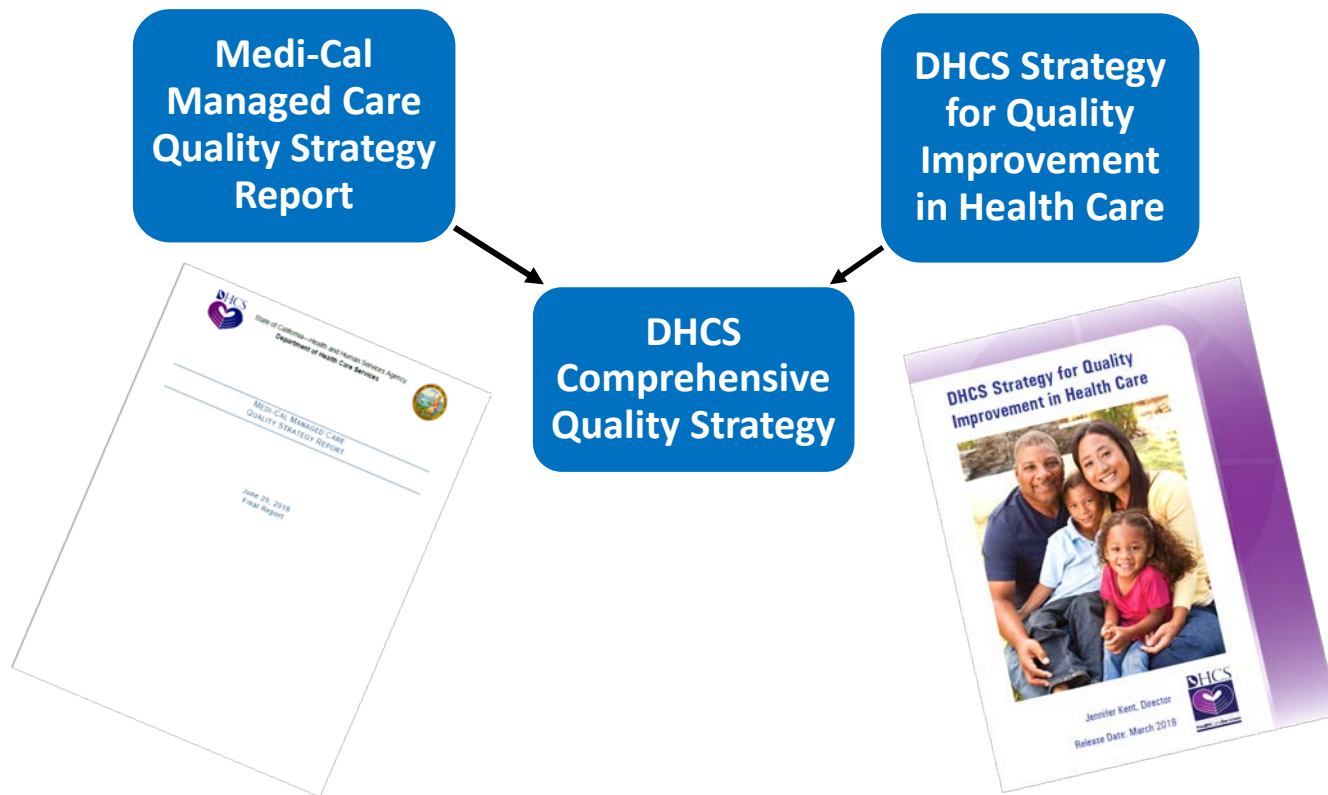 Medi-Cal
Managed Care
Quality Strategy
Report
DHCS Strategy
for Quality
Improvement
in Health Care
DHCS
Comprehensive
Quality Strategy
DHCS
State of California—Health and Human Services Agency
Department of Health Care Services
MEDI-CAL MANAGED CARE
QUALITY STRATEGY REPORT
June 29, 2018
Final Report
DHCS Strategy for Quality
Improvement in Health Care
Jennifer Kent, Director
Release Date: March 2018
DHCS
HealthCareServices